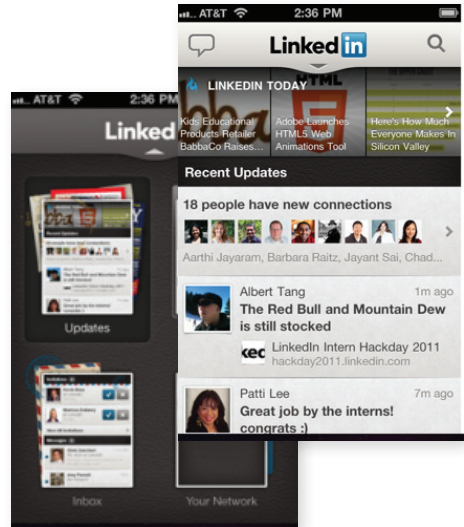 AT&T 2:36 PM
Linked in
LINKEDIN TODAY
HTML
Kids Educational
Products Retailer
BabbaCo Raises...
Adobe Launches
HTML5 Web
Animations Tool
Here's How Much
Everyone Makes In
Silicon Valley
Recent Updates
18 people have new connections
Aarthi Jayaram, Barbara Raitz, Jayant Sai, Chad...
Albert Tang 1m ago
The Red Bull and Mountain Dew
is still stocked
LinkedIn Intern Hackday 2011
hackday2011.linkedin.com
Patti Lee 7m ago
Great job by the interns!
congrats :)
AT&T 2:36 PM
Linked
Updates
Inbox
Your Network